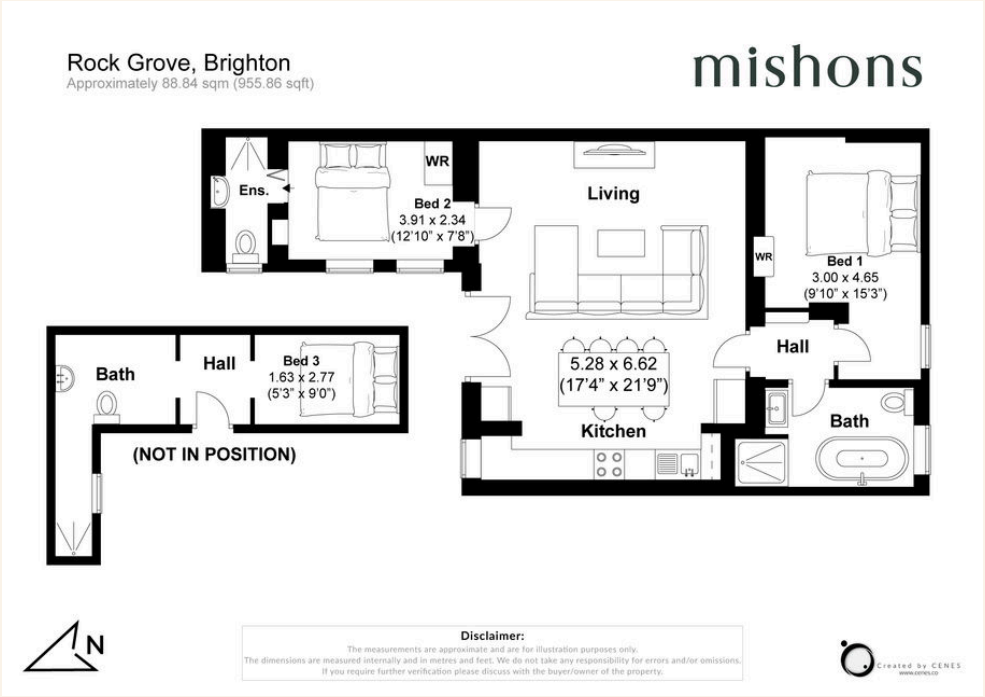 Rock Grove, Brighton
Approximately 88.84 sqm (955.86 sqft)
mishons
Ens.
WR
Bed 2
3.91 x 2.34
(12'10" x 7'8")
Living
WR
Bed 1
3.00 x 4.65
(9'10" x 15'3")
Hall
5.28 x 6.62
(17'4" x 21'9")
Kitchen
Bath
Bath
Hall
Bed 3
1.63 x 2.77
(5'3" x 9'0")
(NOT IN POSITION)
N
Disclaimer:
The measurements are approximate and are for illustration purposes only.
The dimensions are measured internally and in metres and feet. We do not take any responsibility for errors and/or omissions.
If you require further verification please discuss with the buyer/owner of the property.
Created by CENES
www.cenes.co